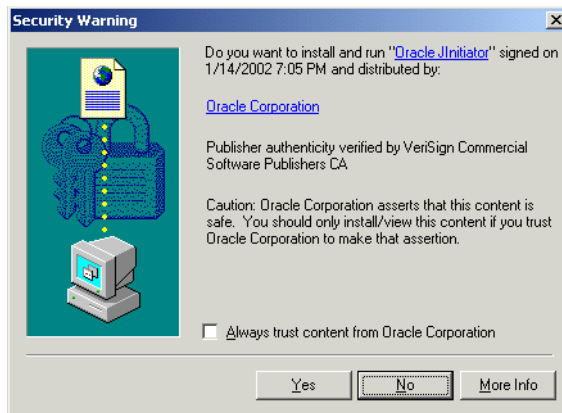 Security Warning
Do you want to install and run "Oracle JInitiator" signed on
1/14/2002 7:05 PM and distributed by:
Oracle Corporation
Publisher authenticity verified by VeriSign Commercial
Software Publishers CA
Caution: Oracle Corporation asserts that this content is
safe. You should only install/view this content if you trust
Oracle Corporation to make that assertion.
Always trust content from Oracle Corporation
Yes
No
More Info